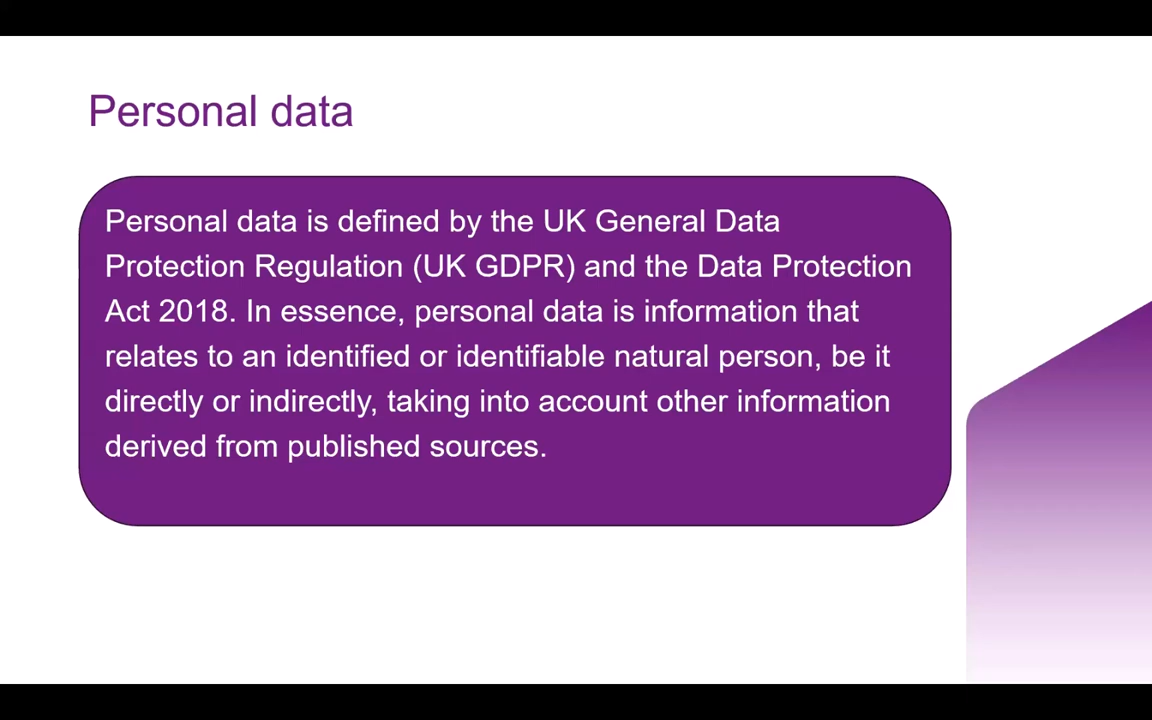 Personal data
Personal data is defined by the UK General Data
Protection Regulation (UK GDPR) and the Data Protection
Act 2018. In essence, personal data is information that
relates to an identified or identifiable natural person, be it
directly or indirectly, taking into account other information
derived from published sources.